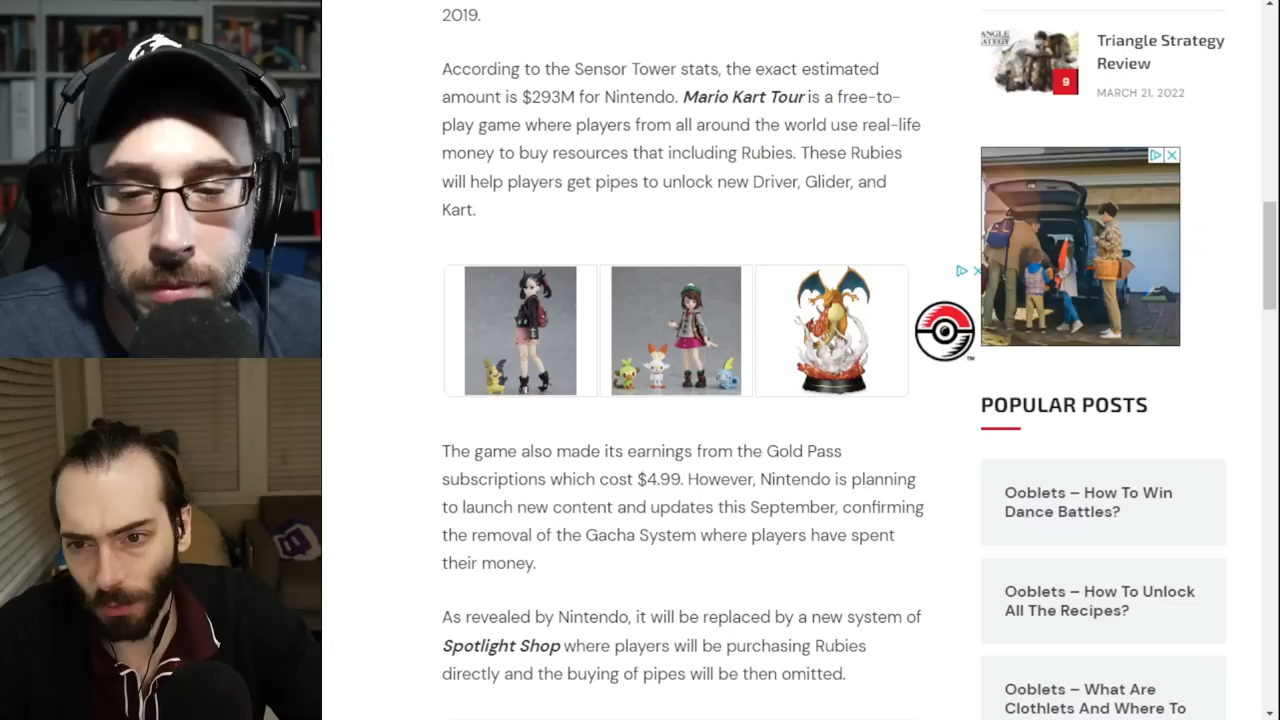 2019.
According to the Sensor Tower stats, the exact estimated
amount is $293M for Nintendo. Mario Kart Tour is a free-to-
play game where players from all around the world use real-life
money to buy resources that including Rubies. These Rubies
will help players get pipes to unlock new Driver, Glider, and
Kart.
The game also made its earnings from the Gold Pass
subscriptions which cost $4.99. However, Nintendo is planning
to launch new content and updates this September, confirming
the removal of the Gacha System where players have spent
their money.
As revealed by Nintendo, it will be replaced by a new system of
Spotlight Shop where players will be purchasing Rubies
directly and the buying of pipes will be then omitted.
ANGLE
9
Triangle Strategy
Review
MARCH 21, 2022
TM
POPULAR POSTS
Ooblets – How To Win
Dance Battles?
Ooblets – How To Unlock
All The Recipes?
Ooblets – What Are
Clothlets And Where To